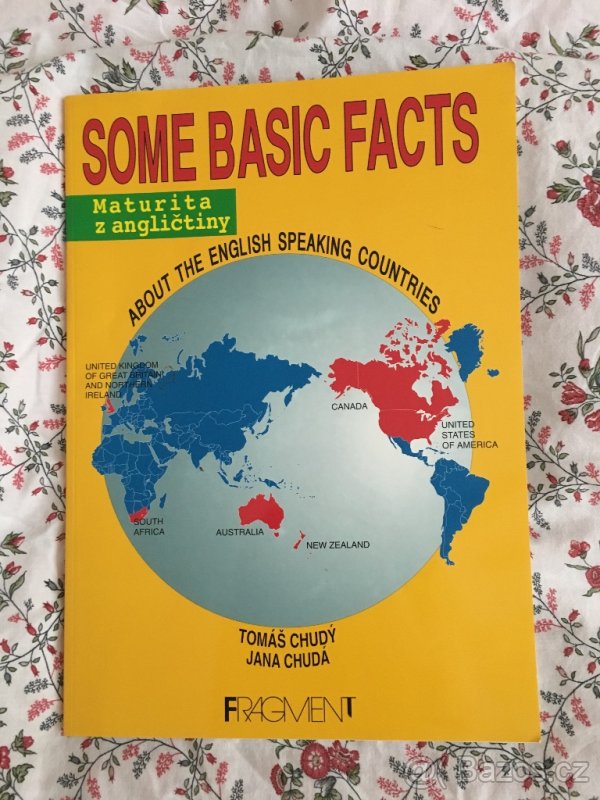 SOME BASIC FACTS
Maturita
z angličtiny
ABOUT THE ENGLISH SPEAKING COUNTRIES
UNITED KINGDOM
OF GREAT BRITAIN
AND NORTHERN
IRELAND
CANADA
UNITED
STATES
OF AMERICA
SOUTH
AFRICA
AUSTRALIA
NEW ZEALAND
TOMÁŠ CHUDÝ
JANA CHUDÁ
FRAGMENT
Bazos.cz